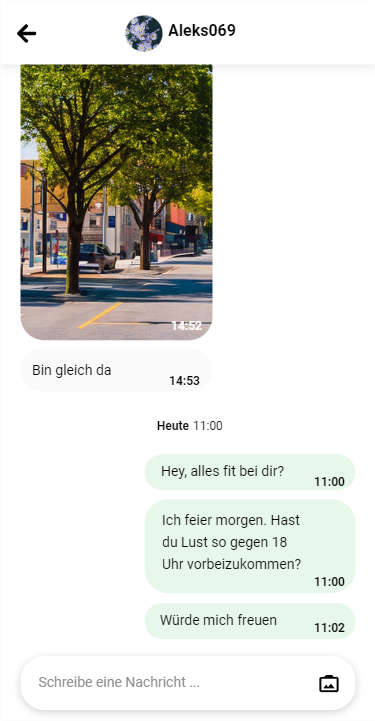 Aleks069
14:52
Bin gleich da
14:53
Heute 11:00
Hey, alles fit bei dir?
11:00
Ich feier morgen. Hast
du Lust so gegen 18
Uhr vorbeizukommen?
11:00
Würde mich freuen
11:02
Schreibe eine Nachricht ...